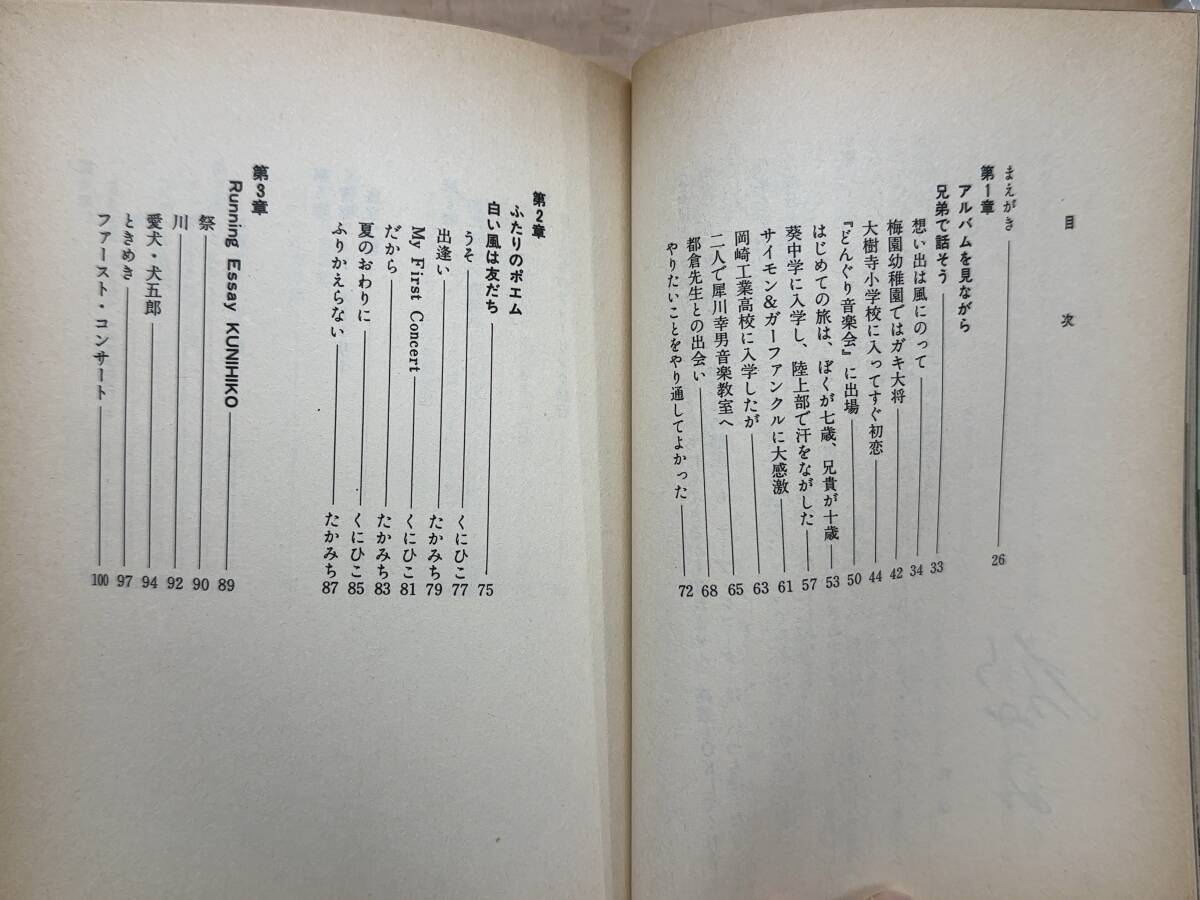 目次
まえがき 26
第1章
アルバムを見ながら
兄弟で話そう 33
想い出は風にのって 34
梅園幼稚園ではガキ大将 42
大樹寺小学校に入ってすぐ初恋 44
『どんぐり音楽会』に出場 50
はじめての旅は、ぼくが七歳、兄貴が十歳 53
葵中学に入学し、陸上部で汗をながした 57
サイモン&ガーファンクルに大感激 61
岡崎工業高校に入学したが 63
二人で犀川幸男音楽教室へ 65
都倉先生との出会い 68
やりたいことをやり通してよかった 72
第2章
ふたりのポエム
白い風は友だち 75
うそ くにひこ 77
出逢い たかみち 79
My First Concert くにひこ 81
だから たかみち 83
夏のおわりに くにひこ 85
ふりかえらない たかみち 87
第3章
Running Essay KUNIHIKO 89
祭 90
川 92
愛犬・犬五郎 94
ときめき 97
ファースト・コンサート 100